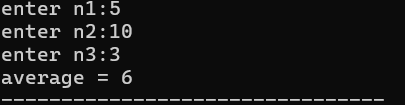 enter n1:5
enter n2:10
enter n3:3
average = 6
--------------------------------